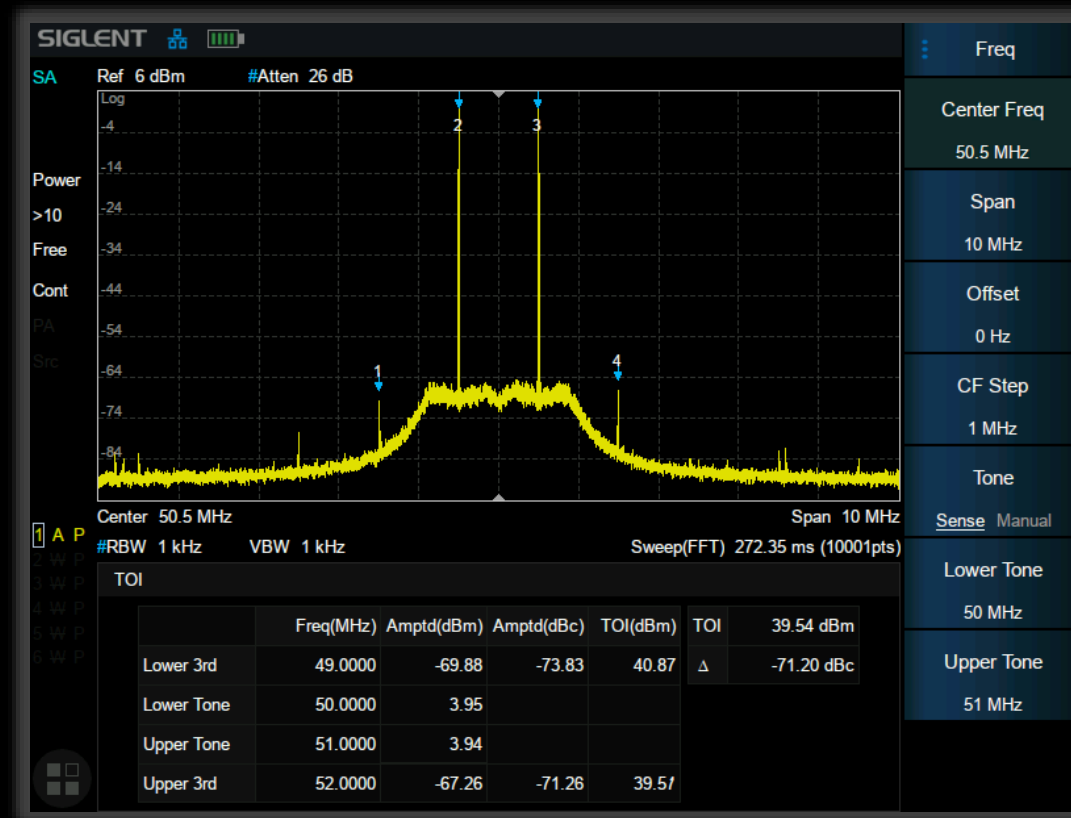 SIGLENT
Freq
SA Ref 6 dBm #Atten 26 dB
Log
-4
2 3
-14
Power
-24
>10
Free
-34
Cont
-44
PA
-54
Src
-64
1
4
-74
-84
Center 50.5 MHz Span 10 MHz
1 A P
#RBW 1 kHz VBW 1 kHz Sweep(FFT) 272.35 ms (10001pts)
2 W P
3 W P
4 W P
5 W P
6 W P
TOI
Freq(MHz) Amptd(dBm) Amptd(dBc) TOI(dBm) TOI 39.54 dBm
Lower 3rd 49.0000 -69.88 -73.83 40.87 Δ -71.20 dBc
Lower Tone 50.0000 3.95
Upper Tone 51.0000 3.94
Upper 3rd 52.0000 -67.26 -71.26
Center Freq
50.5 MHz
Span
10 MHz
Offset
0 Hz
CF Step
1 MHz
Tone
Sense Manual
Lower Tone
50 MHz
Upper Tone
51 MHz